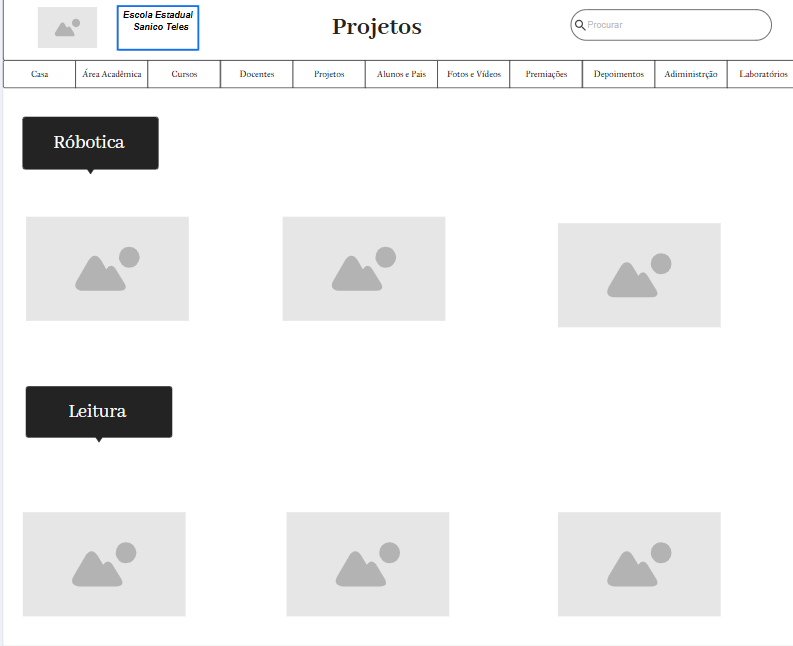 Escola Estadual
Sanico Teles
Projetos
Procurar
Casa
Área Acadêmica
Cursos
Docentes
Projetos
Alunos e Pais
Fotos e Vídeos
Premiações
Depoimentos
Adiministrção
Laboratórios
Róbotica
Leitura